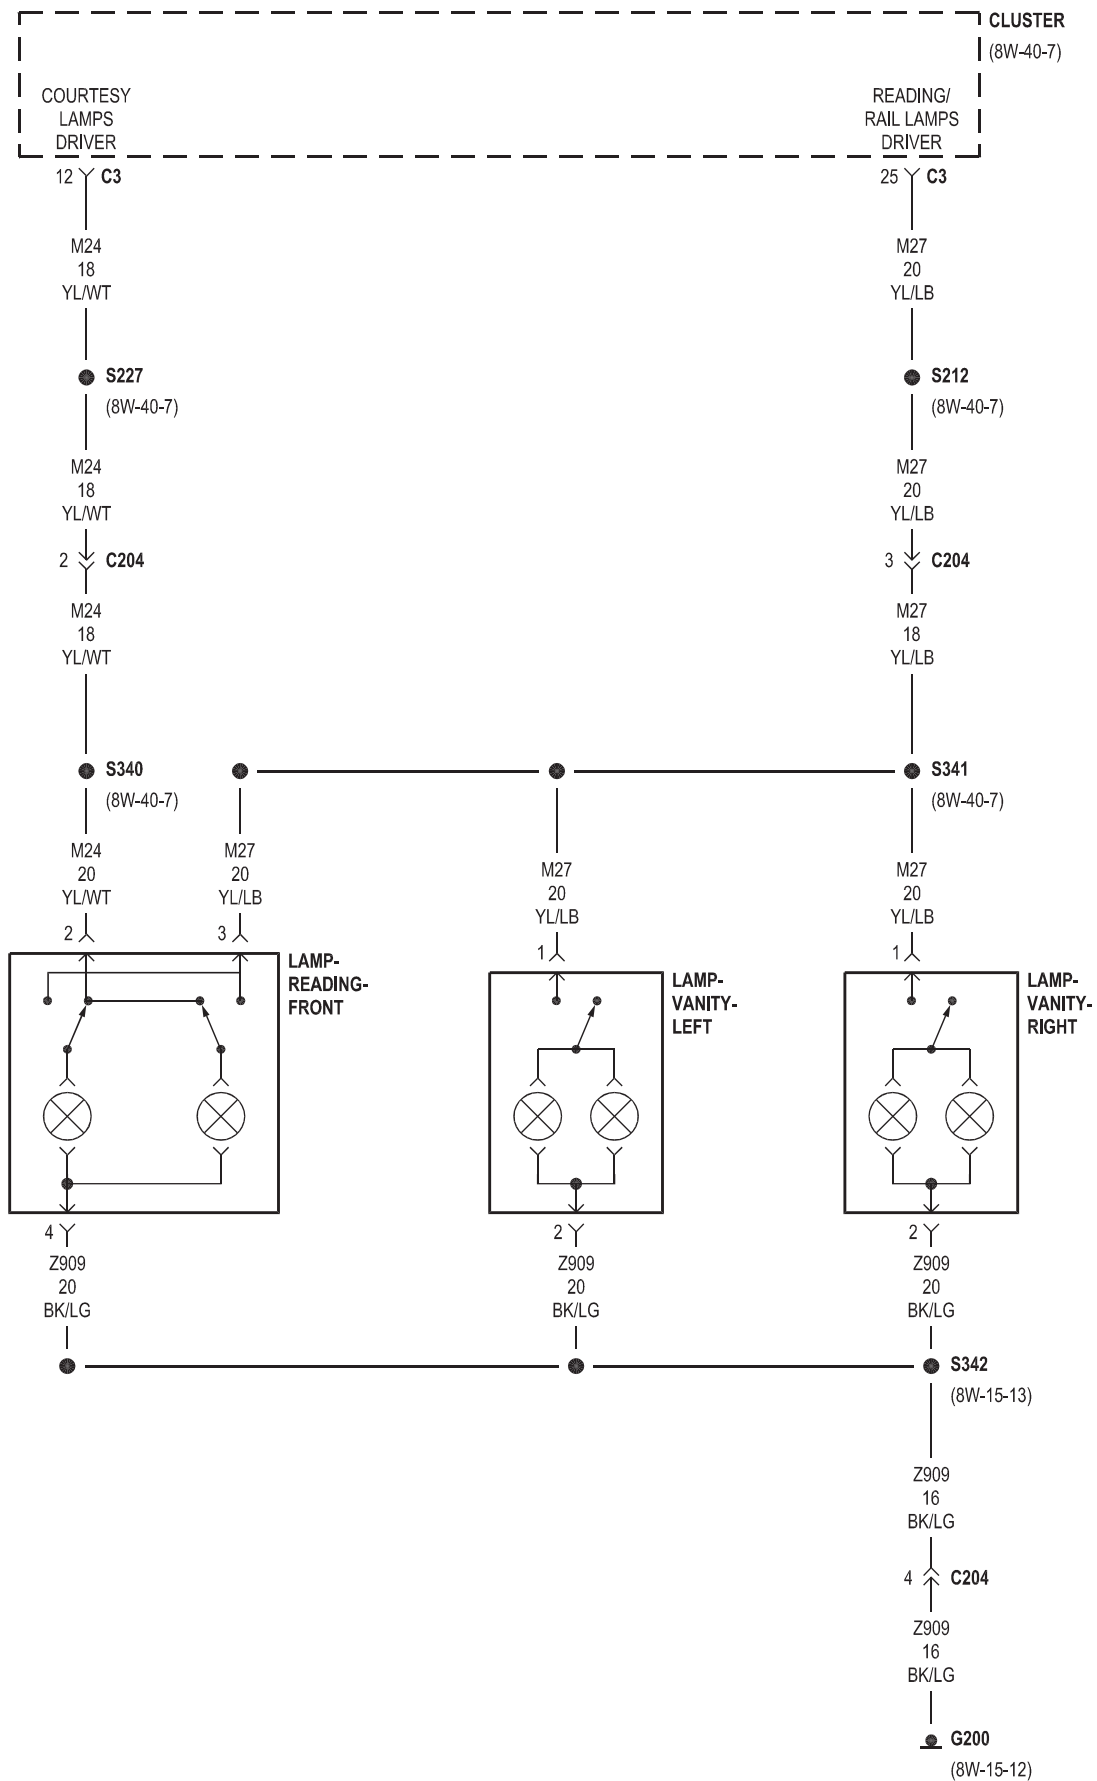 CLUSTER
(8W-40-7)
COURTESY
LAMPS
DRIVER
READING/
RAIL LAMPS
DRIVER
12 C3
25 C3
M24
18
YL/WT
M27
20
YL/LB
S227
(8W-40-7)
S212
(8W-40-7)
M24
18
YL/WT
M27
20
YL/LB
2 C204
3 C204
M24
18
YL/WT
M27
18
YL/LB
S340
(8W-40-7)
S341
(8W-40-7)
M24
20
YL/WT
M27
20
YL/LB
M27
20
YL/LB
M27
20
YL/LB
2
3
1
1
LAMP-
READING-
FRONT
LAMP-
VANITY-
LEFT
LAMP-
VANITY-
RIGHT
4
2
2
Z909
20
BK/LG
Z909
20
BK/LG
Z909
20
BK/LG
S342
(8W-15-13)
Z909
16
BK/LG
4 C204
Z909
16
BK/LG
G200
(8W-15-12)